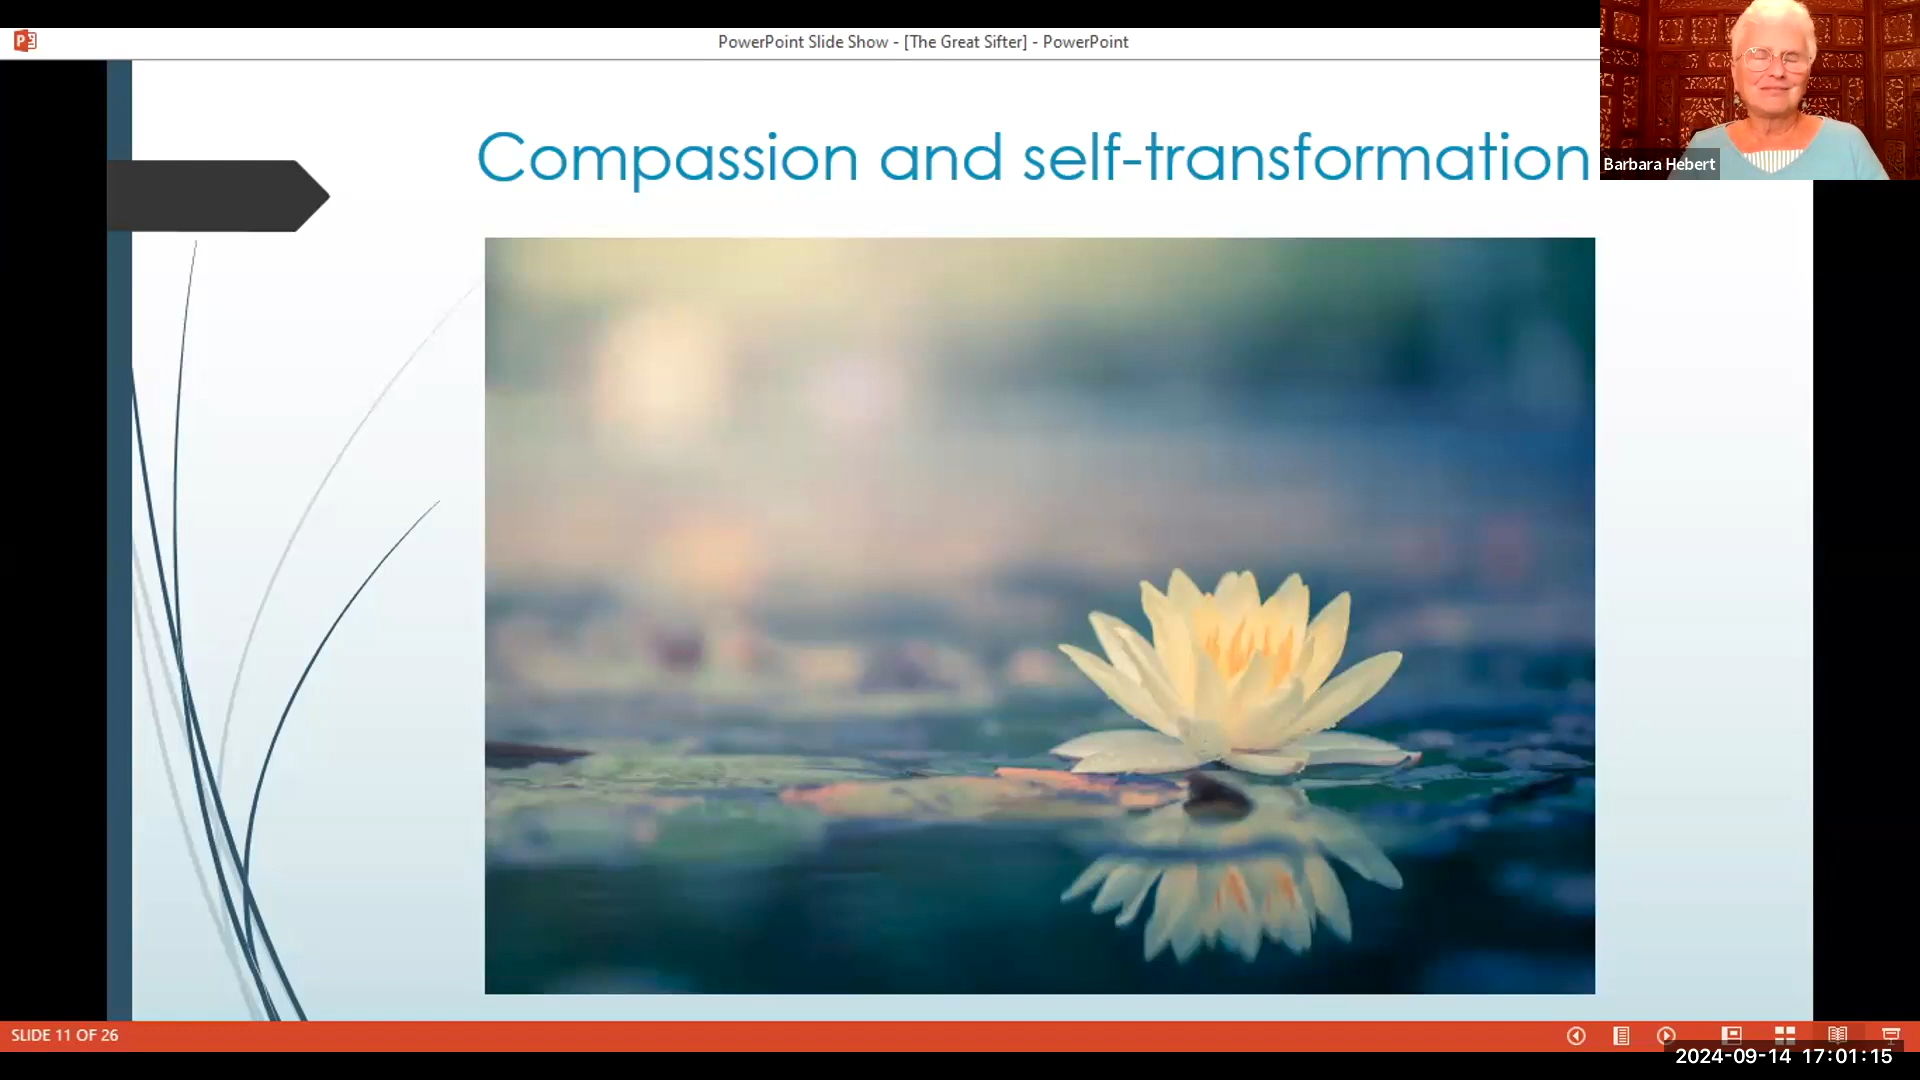 PowerPoint Slide Show - [The Great Sifter] - PowerPoint
Compassion and self-transformation
Barbara Hebert
SLIDE 11 OF 26
2024-09-14 17:01:15